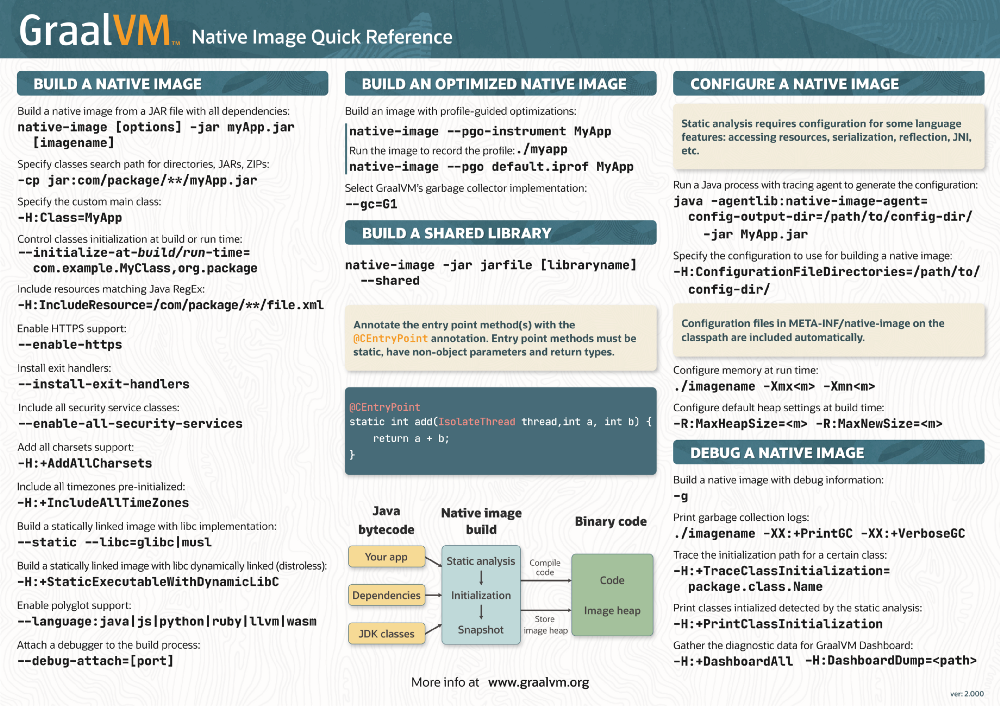 GraalVM™ Native Image Quick Reference
BUILD A NATIVE IMAGE
Build a native image from a JAR file with all dependencies:
native-image [options] -jar myApp.jar
[imagename]
Specify classes search path for directories, JARs, ZIPs:
-cp jar:com/package/**/myApp.jar
Specify the custom main class:
-H:Class=MyApp
Control classes initialization at build or run time:
--initialize-at-build/run-time=
com.example.MyClass,org.package
Include resources matching Java RegEx:
-H:IncludeResource=/com/package/**/file.xml
Enable HTTPS support:
--enable-https
Install exit handlers:
--install-exit-handlers
Include all security service classes:
--enable-all-security-services
Add all charsets support:
-H:+AddAllCharsets
Include all timezones pre-initialized:
-H:+IncludeAllTimeZones
Build a statically linked image with libc implementation:
--static --libc=glibc|musl
Build a statically linked image with libc dynamically linked (distroless):
-H:+StaticExecutableWithDynamicLibC
Enable polyglot support:
--language:java|js|python|ruby|llvm|wasm
Attach a debugger to the build process:
--debug-attach=[port]
BUILD AN OPTIMIZED NATIVE IMAGE
Build an image with profile-guided optimizations:
native-image --pgo-instrument MyApp
Run the image to record the profile: ./myapp
native-image --pgo default.iprof MyApp
Select GraalVM's garbage collector implementation:
--gc=G1
BUILD A SHARED LIBRARY
native-image -jar jarfile [libraryname]
--shared
Annotate the entry point method(s) with the
@CEntryPoint annotation. Entry point methods must be
static, have non-object parameters and return types.
@CEntryPoint
static int add(IsolateThread thread,int a, int b) {
return a + b;
}
Java
bytecode
Native image
build
Binary code
Your app
Dependencies
JDK classes
Static analysis
Initialization
Snapshot
Compile
code
Store
image heap
Code
Image heap
CONFIGURE A NATIVE IMAGE
Static analysis requires configuration for some language
features: accessing resources, serialization, reflection, JNI,
etc.
Run a Java process with tracing agent to generate the configuration:
java -agentlib:native-image-agent=
config-output-dir=/path/to/config-dir/
-jar MyApp.jar
Specify the configuration to use for building a native image:
-H:ConfigurationFileDirectories=/path/to/
config-dir/
Configuration files in META-INF/native-image on the
classpath are included automatically.
Configure memory at run time:
./imagename -Xmx<m> -Xmn<m>
Configure default heap settings at build time:
-R:MaxHeapSize=<m> -R:MaxNewSize=<m>
DEBUG A NATIVE IMAGE
Build a native image with debug information:
-g
Print garbage collection logs:
./imagename -XX:+PrintGC -XX:+VerboseGC
Trace the initialization path for a certain class:
-H:+TraceClassInitialization=
package.class.Name
Print classes intialized detected by the static analysis:
-H:+PrintClassInitialization
Gather the diagnostic data for GraalVM Dashboard:
-H:+DashboardAll -H:DashboardDump=<path>
More info at www.graalvm.org
ver: 2.000